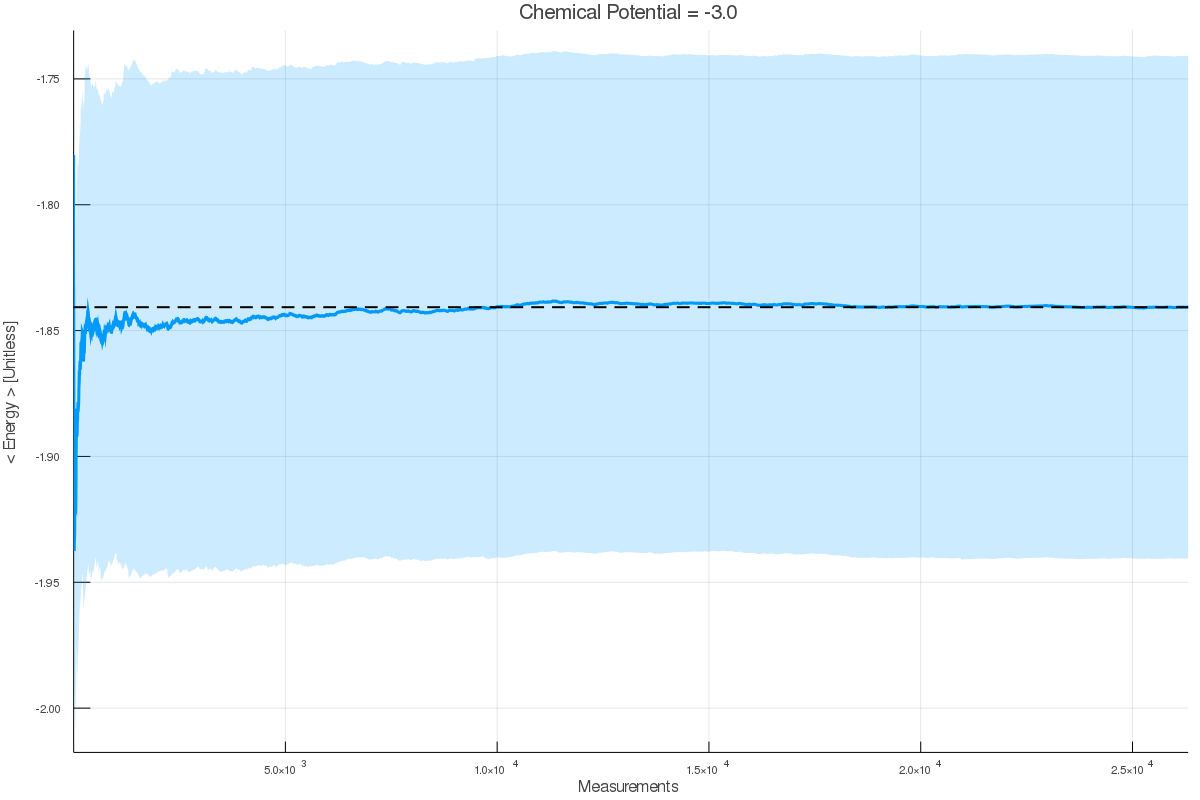 Chemical Potential = -3.0
-1.75
-1.80
-1.85
-1.90
-1.95
-2.00
< Energy > [Unitless]
5.0×10 3 1.0×10 4 1.5×10 4 2.0×10 4 2.5×10 4
Measurements